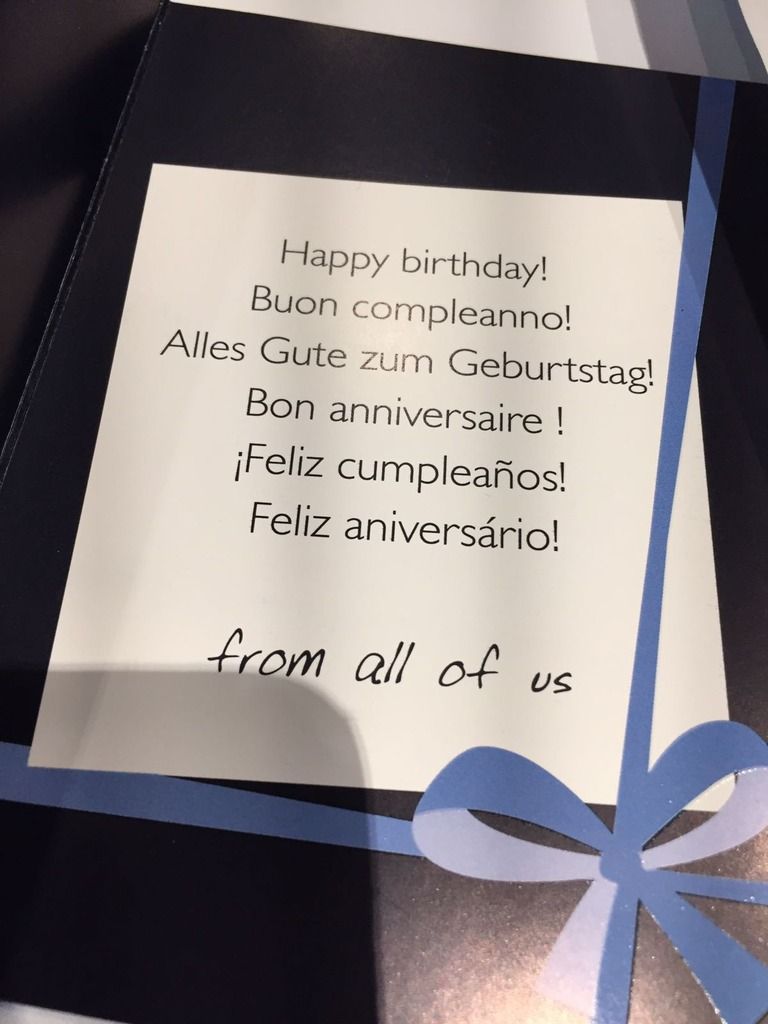 Happy birthday!
Buon compleanno!
Alles Gute zum Geburtstag!
Bon anniversaire !
¡Feliz cumpleaños!
Feliz aniversário!
from all of us